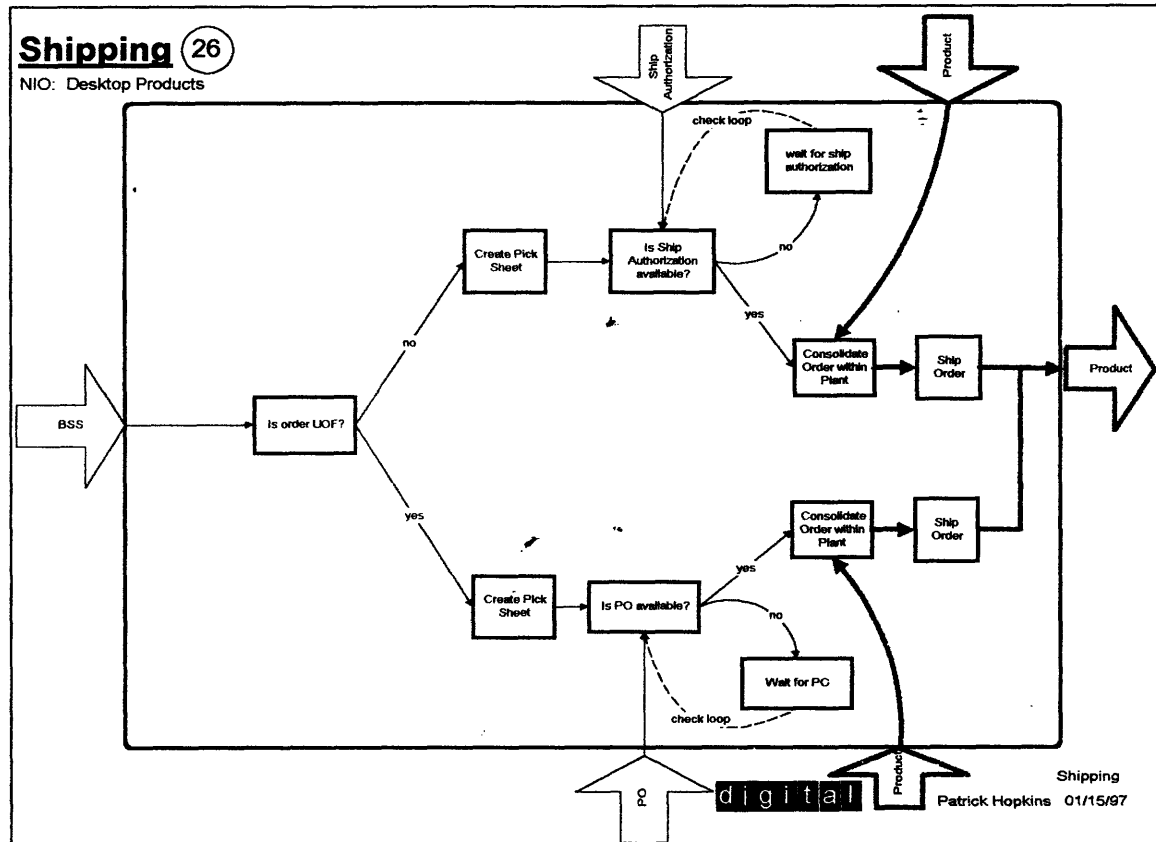 Shipping 26
NIO: Desktop Products
Ship
Authorization
Product
check loop
wait for ship
authorization
no
Create Pick
Sheet
Is Ship
Authorization
available?
yes
no
Consolidate
Order within
Plant
Ship
Order
Product
BSS
Is order UOF?
yes
Consolidate
Order within
Plant
Ship
Order
yes
Create Pick
Sheet
Is PO available?
no
Wait for PC
check loop
PO
digital
Product
Shipping
Patrick Hopkins 01/15/97